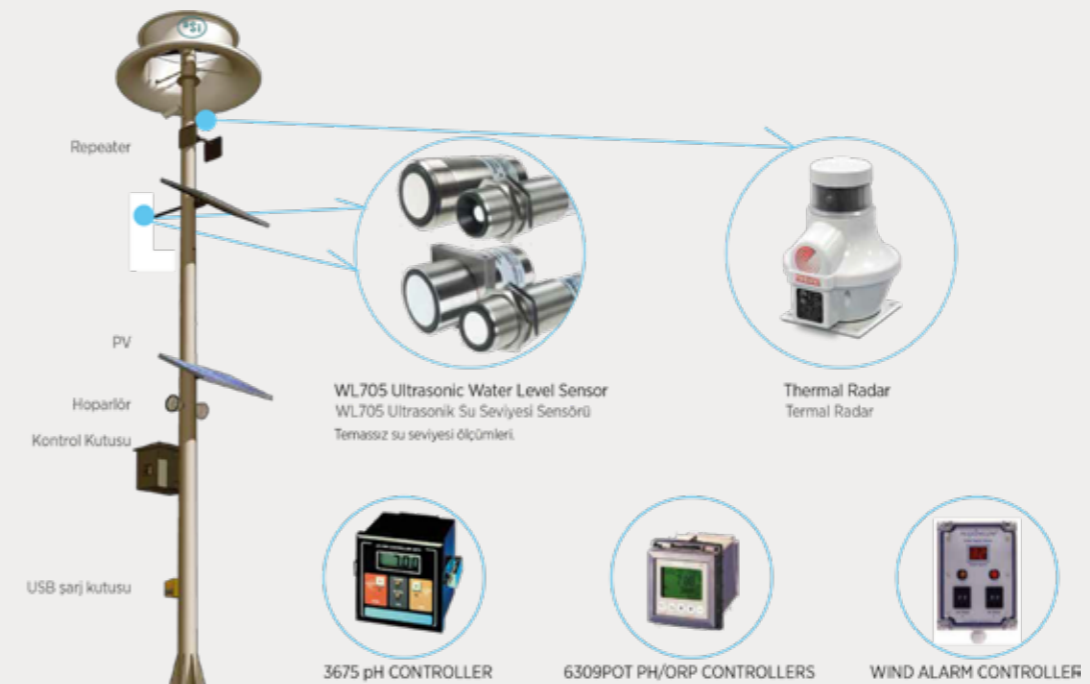 Repeater
PV
Hoparlör
Kontrol Kutusu
USB şarj kutusu
WL705 Ultrasonic Water Level Sensor
WL705 Ultrasonik Su Seviyesi Sensörü
Temassız su seviyesi ölçümleri.
Thermal Radar
Termal Radar
3675 pH CONTROLLER
6309POT PH/ORP CONTROLLERS
WIND ALARM CONTROLLER